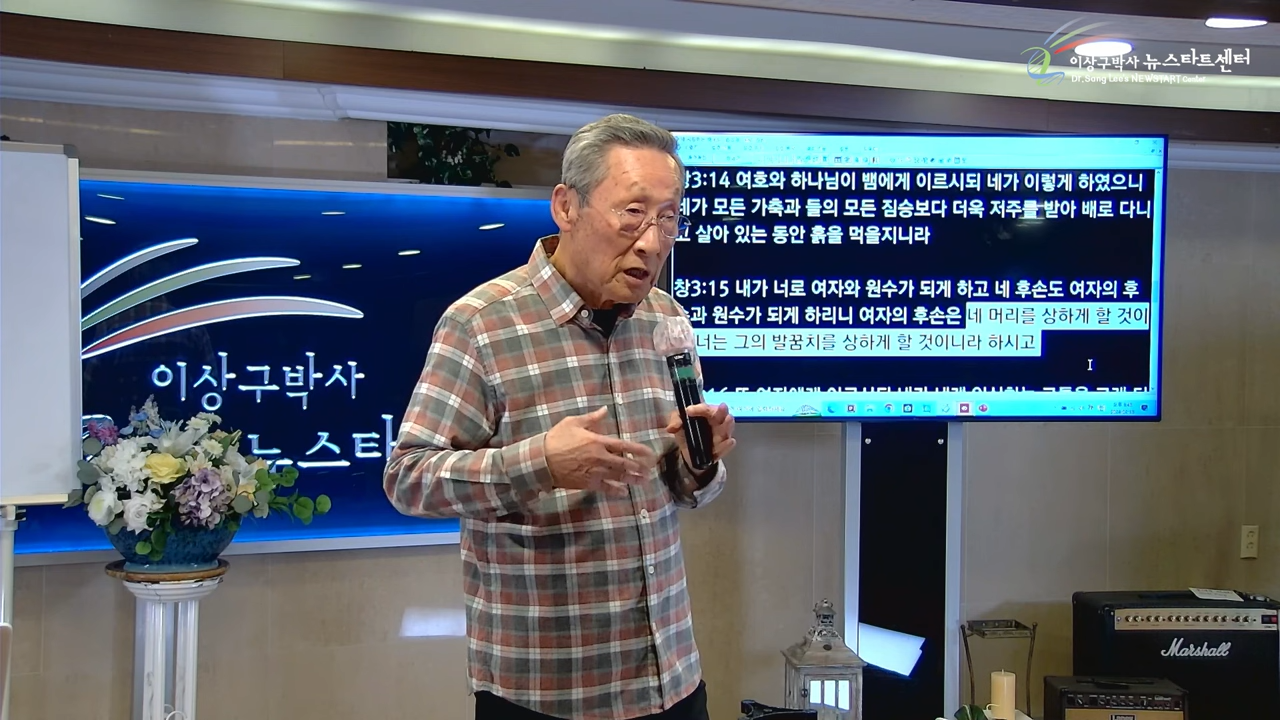 이상구박사 뉴스타트센터
Dr. Sang Lee's NEWSTART Center
창3:14 여호와 하나님이 뱀에게 이르시되 네가 이렇게 하였으니
네가 모든 가축과 들의 모든 짐승보다 더욱 저주를 받아 배로 다니
고 살아 있는 동안 흙을 먹을지니라
창3:15 내가 너로 여자와 원수가 되게 하고 네 후손도 여자의 후
과 원수가 되게 하리니 여자의 후손은 네 머리를 상하게 할 것이
너는 그의 발꿈치를 상하게 할 것이니라 하시고
이상구박사
뉴스타
Marshall